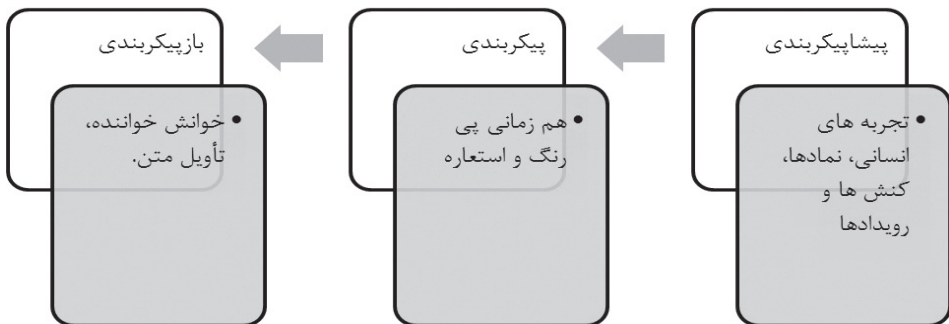 پیشاپیکربندی
• تجربه های
انسانی، نمادها،
کنش ها و
رویدادها
پیکربندی
• هم زمانی پی
رنگ و استعاره
بازپیکربندی
• خوانش خواننده،
تأویل متن.